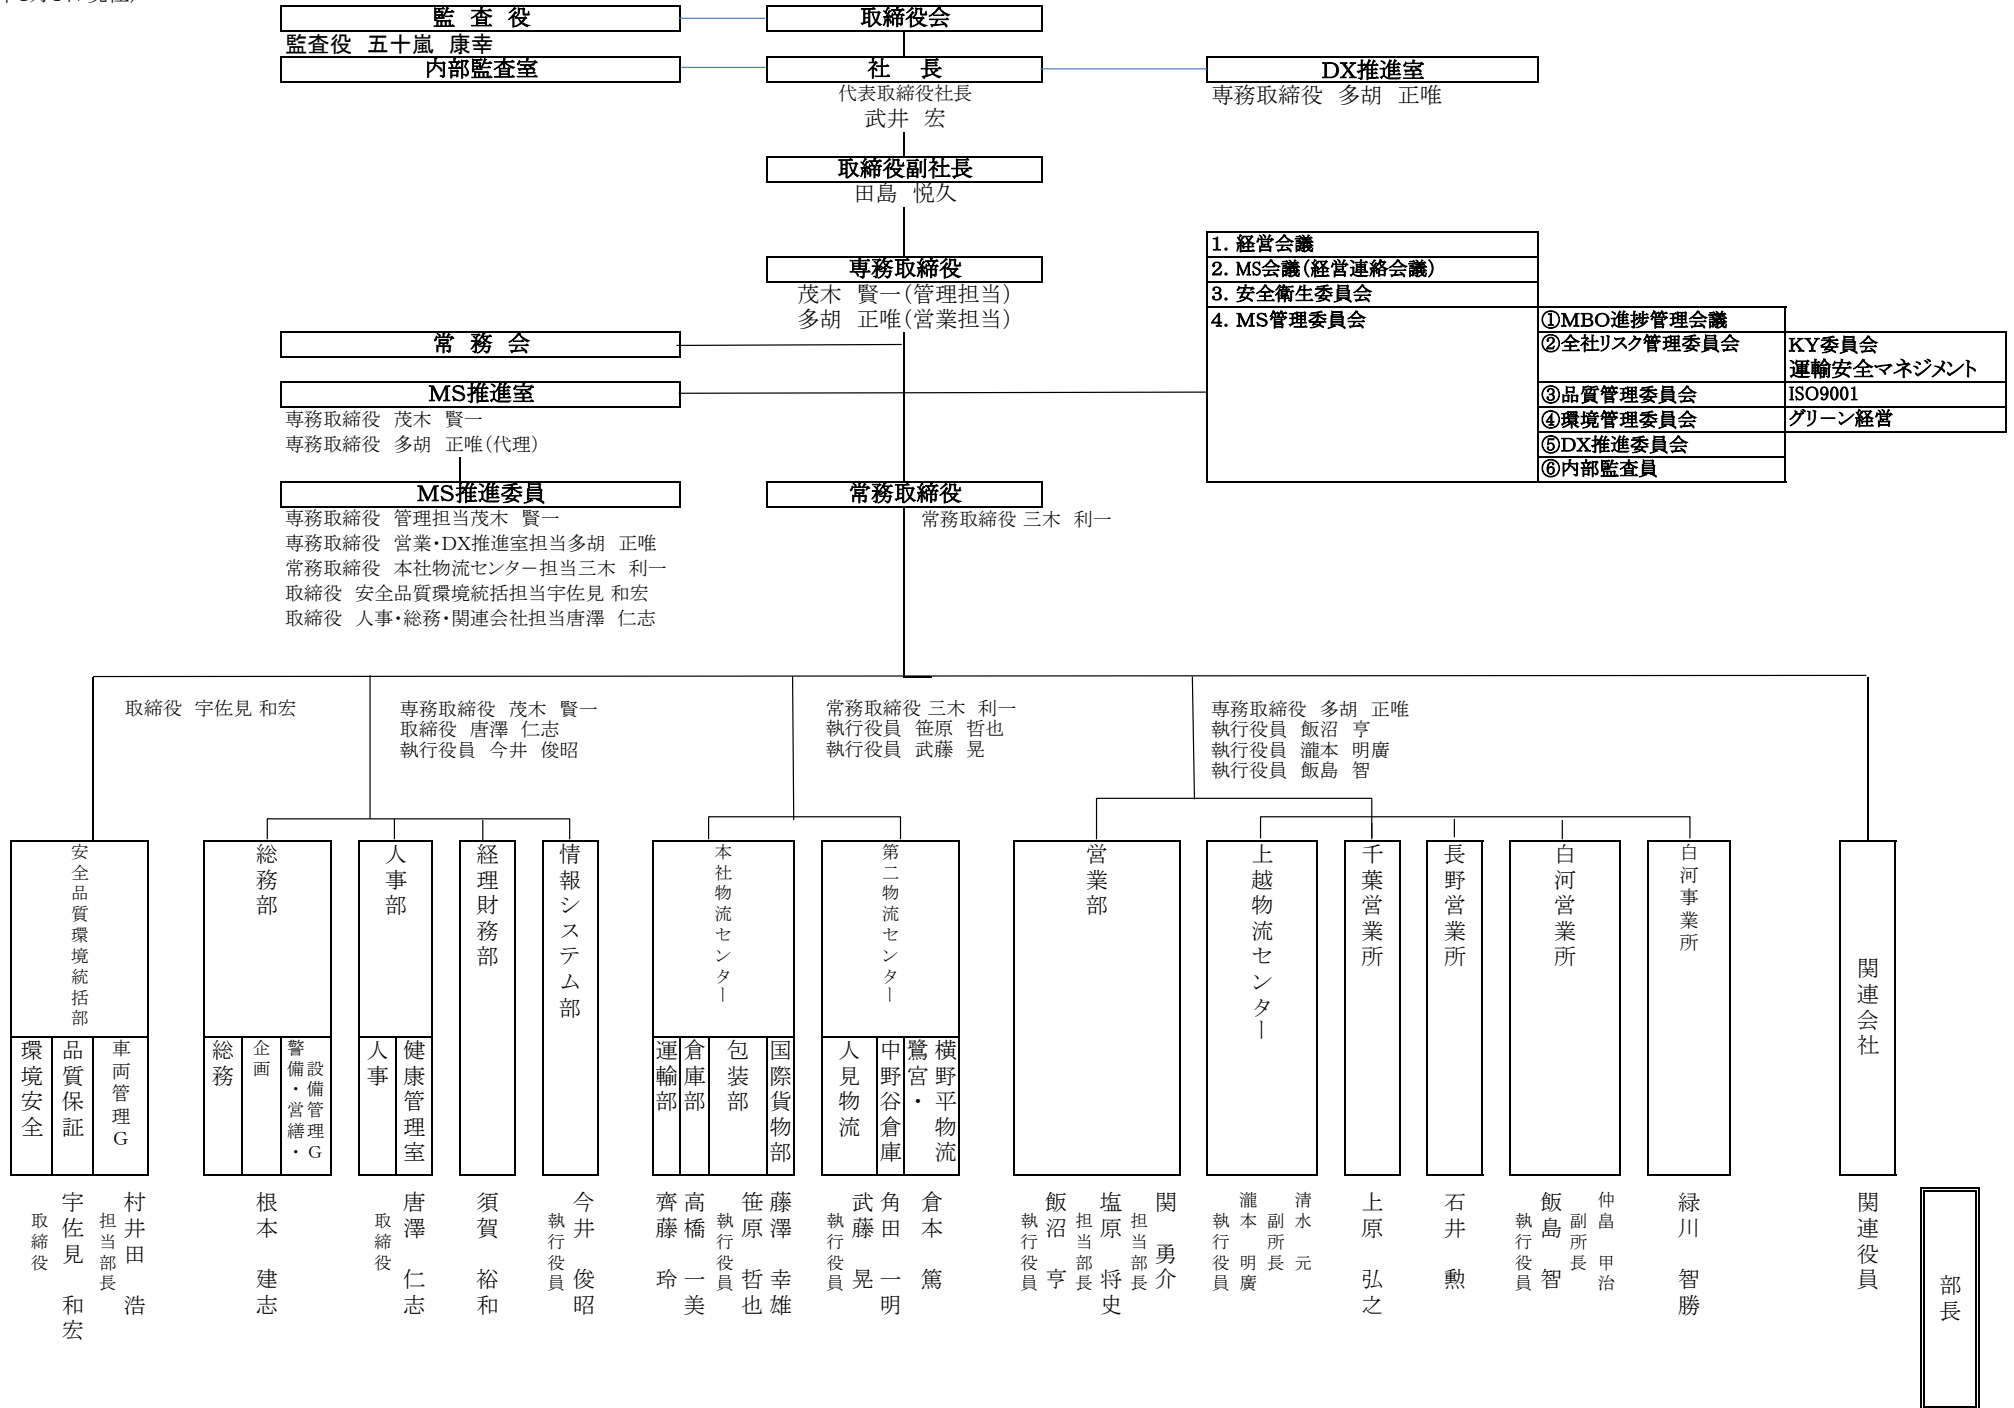 監 査 役
取締役会
監査役 五十嵐 康幸
内部監査室
社 長
DX推進室
代表取締役社長
武井 宏
専務取締役 多胡 正唯
取締役副社長
田島 悦久
専務取締役
茂木 賢一(管理担当)
多胡 正唯(営業担当)
1. 経営会議
2. MS会議(経営連絡会議)
3. 安全衛生委員会
4. MS管理委員会
①MBO進捗管理会議
②全社リスク管理委員会
KY委員会
運輸安全マネジメント
③品質管理委員会
ISO9001
④環境管理委員会
グリーン経営
⑤DX推進委員会
⑥内部監査員
常 務 会
MS推進室
専務取締役 茂木 賢一
専務取締役 多胡 正唯(代理)
MS推進委員
専務取締役 管理担当茂木 賢一
専務取締役 営業・DX推進室担当多胡 正唯
常務取締役 本社物流センター担当三木 利一
取締役 安全品質環境統括担当宇佐見 和宏
取締役 人事・総務・関連会社担当唐澤 仁志
常務取締役
常務取締役 三木 利一
取締役 宇佐見 和宏
専務取締役 茂木 賢一
取締役 唐澤 仁志
執行役員 今井 俊昭
常務取締役 三木 利一
執行役員 笹原 哲也
執行役員 武藤 晃
専務取締役 多胡 正唯
執行役員 飯沼 亨
執行役員 瀧本 明廣
執行役員 飯島 智
安全品質環境統括部
環境安全
品質保証
車両管理G
総務部
総務
企画
警備・営繕・
設備管理G
人事部
人事
健康管理室
経理財務部
情報システム部
本社物流センター
運輸部
倉庫部
包装部
国際貨物部
第二物流センター
人見物流
中野谷倉庫
鷺宮・
横野平物流
営業部
上越物流センター
千葉営業所
長野営業所
白河営業所
白河事業所
関連会社
取締役
宇佐見 和宏
担当部長
村井田 浩
根本 建志
取締役
唐澤 仁志
須賀 裕和
執行役員
今井 俊昭
齊藤 玲
高橋 一美
執行役員
笹原 哲也
藤澤 幸雄
執行役員
武藤 晃
角田 一明
倉本 篤
執行役員
飯沼 亨
担当部長
塩原 将史
担当部長
関 勇介
執行役員
瀧本 明廣
副所長
清水 元
上原 弘之
石井 勲
執行役員
飯島 智
副所長
仲畠 甲治
緑川 智勝
関連役員
部長